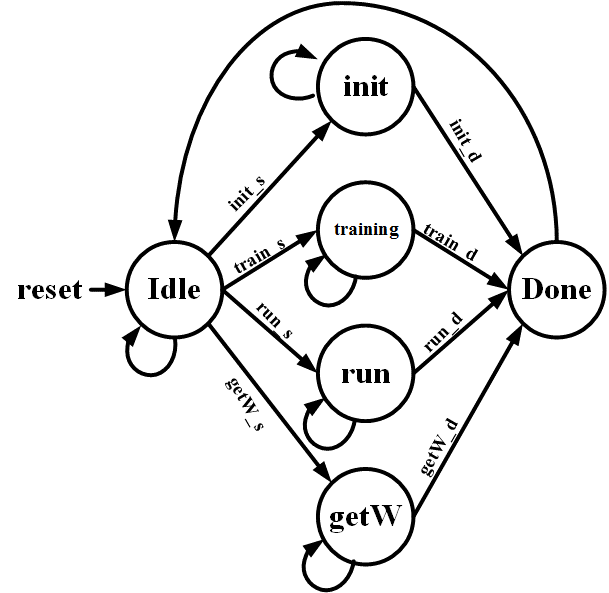 init
init_s
init_d
training
train_s
train_d
reset
Idle
Done
run_s
run_d
run
getW_s
getW_d
getW